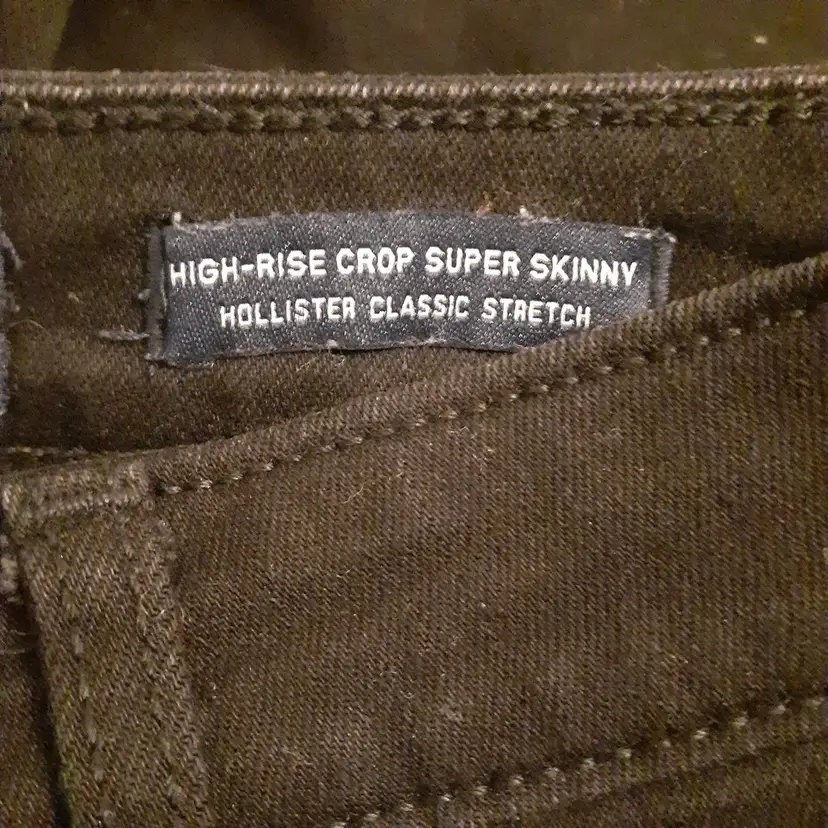 HIGH-RISE CROP SUPER SKINNY
HOLLISTER CLASSIC STRETCH